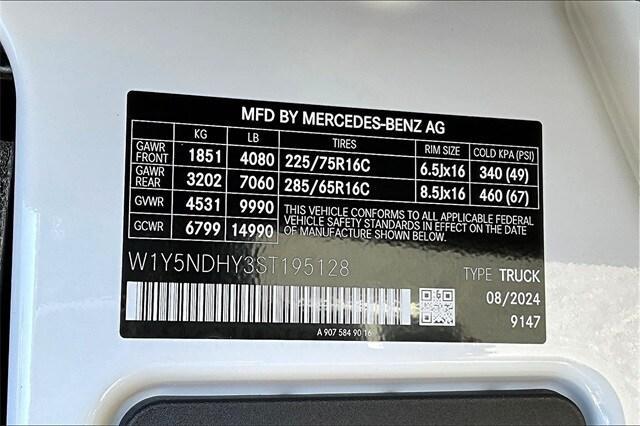 MFD BY MERCEDES-BENZ AG
KG LB TIRES RIM SIZE COLD KPA (PSI)
GAWR FRONT 1851 4080 225/75R16C 6.5Jx16 340 (49)
GAWR REAR 3202 7060 285/65R16C 8.5Jx16 460 (67)
GVWR 4531 9990
GCWR 6799 14990
THIS VEHICLE CONFORMS TO ALL APPLICABLE FEDERAL
VEHICLE SAFETY STANDARDS IN EFFECT ON THE DATE
OF MANUFACTURE SHOWN ABOVE.
W1Y5NDHY3ST195128
TYPE TRUCK
08/2024
9147
A 907 584 90 16